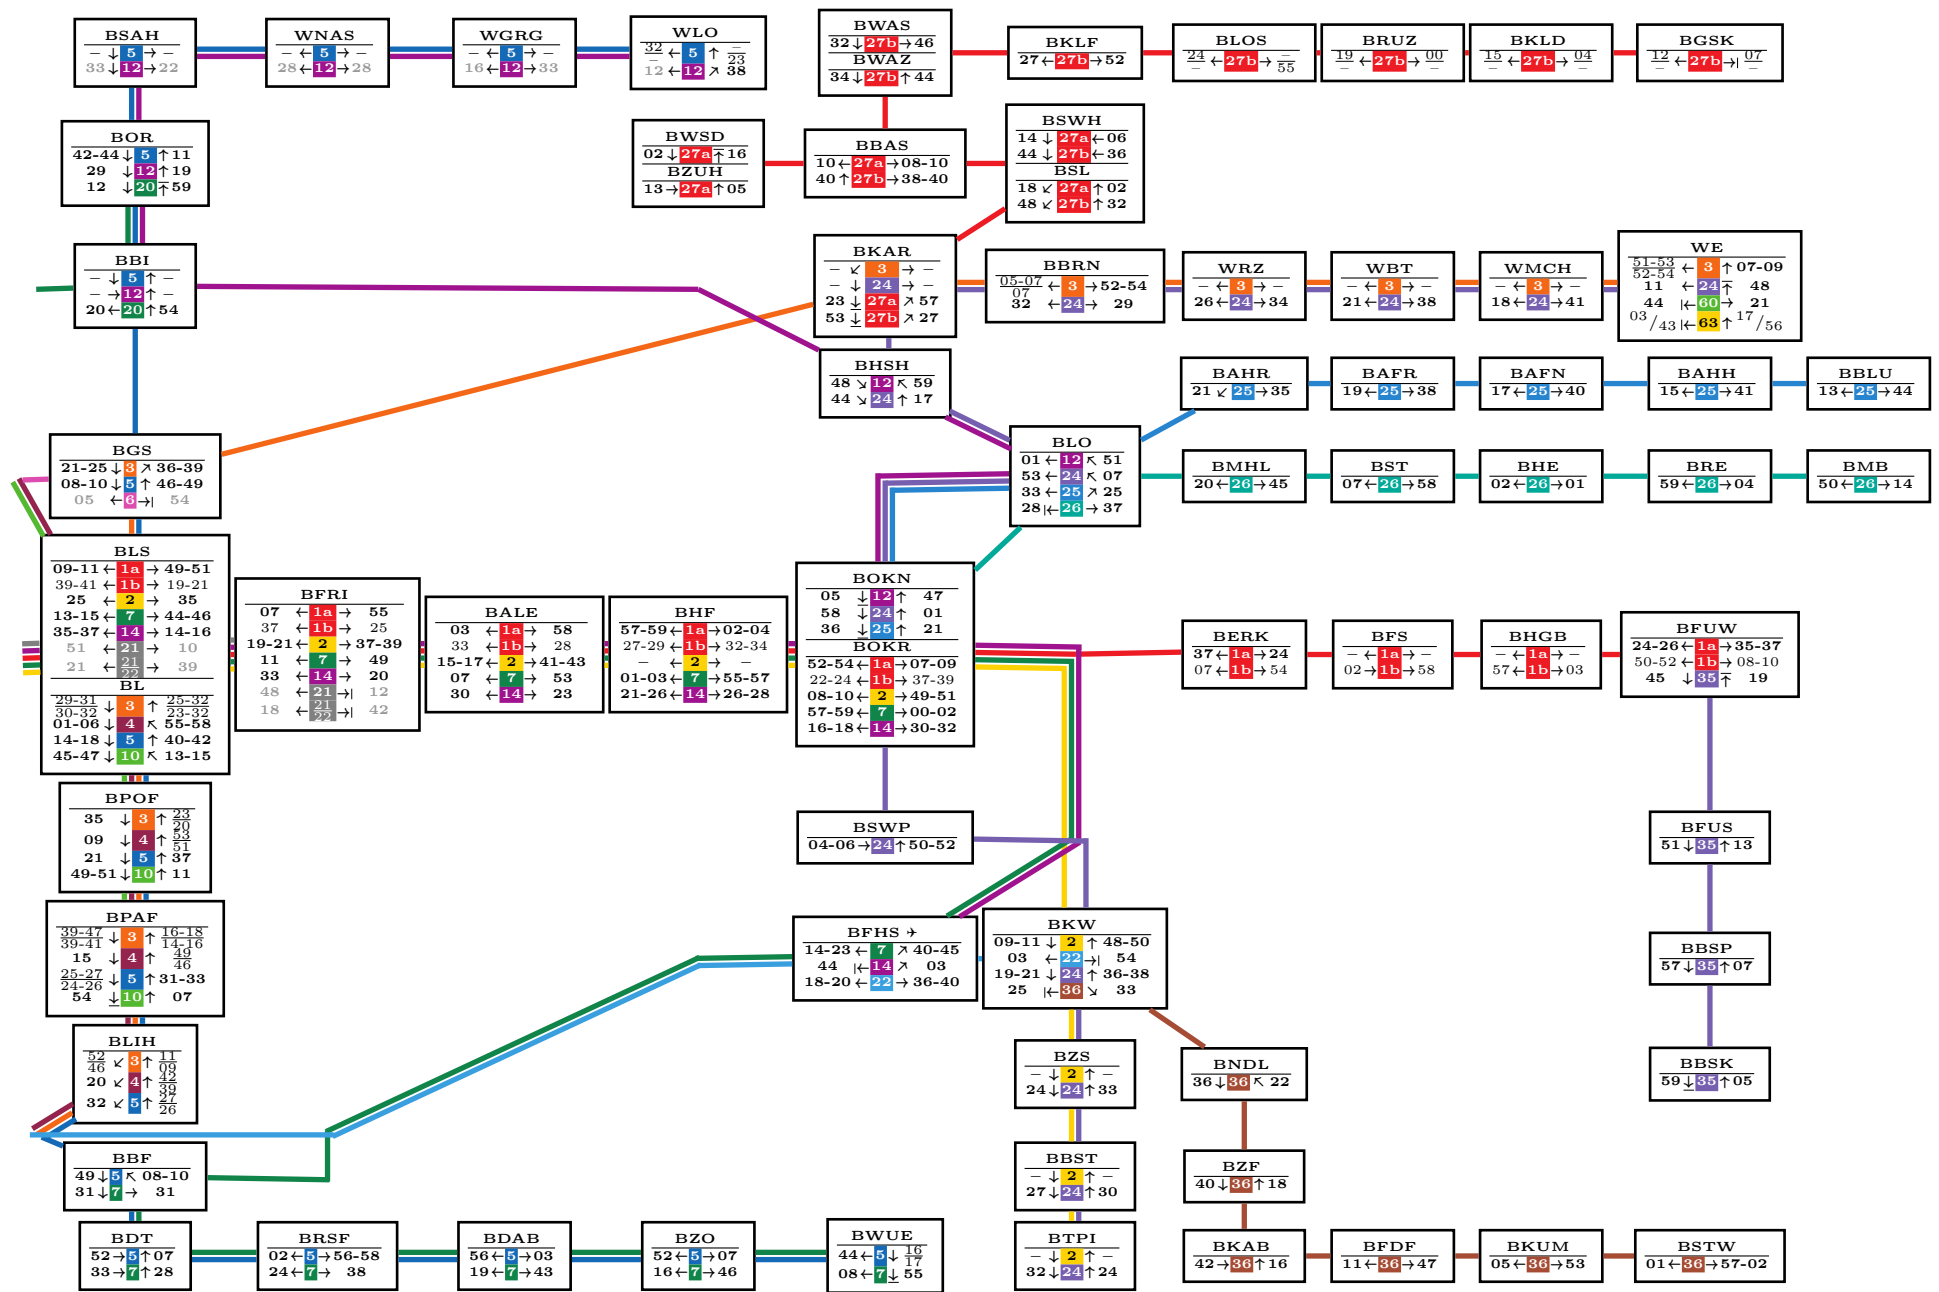 BSAH
– ↓ 5 → –
33 ↓ 12 → 22
WNAS
– ← 5 → –
28 ← 12 → 28
WGRG
– ← 5 → –
16 ← 12 → 33
WLO
32/– ← 5 ↑ –/23
12 ← 12 ↗ 38
BWAS
32 ↓ 27b → 46
BWAZ
34 ↓ 27b ↑ 44
BKLF
27 ← 27b → 52
BLOS
24/– ← 27b → –/55
BRUZ
19/– ← 27b → 00/–
BKLD
15/– ← 27b → 04/–
BGSK
12/– ← 27b →| 07/–
BOR
42-44 ↓ 5 ↑ 11
29 ↓ 12 ↑ 19
12 ↓ 20 ↑ 59
BWSD
02 ↓ 27a ↑ 16
BZUH
13 → 27a ↑ 05
BBAS
10 ← 27a → 08-10
40 ↑ 27b → 38-40
BSWH
14 ↓ 27a ← 06
44 ↓ 27b ← 36
BSL
18 ↙ 27a ↑ 02
48 ↙ 27b ↑ 32
BBI
– ↓ 5 ↑ –
– → 12 ↑ –
20 ← 20 ↑ 54
BKAR
– ↙ 3 → –
– ↓ 24 → –
23 ↓ 27a ↗ 57
53 ↓ 27b ↗ 27
BBRN
05-07/07 ← 3 → 52-54
32 ← 24 → 29
WRZ
– ← 3 → –
26 ← 24 → 34
WBT
– ← 3 → –
21 ← 24 → 38
WMCH
– ← 3 → –
18 ← 24 → 41
WE
51-53/52-54 ← 3 ↑ 07-09
11 ← 24 ↑ 48
44 |← 60 → 21
03/43 |← 63 ↑ 17/56
BHSH
48 ↘ 12 ↖ 59
44 ↘ 24 ↑ 17
BAHR
21 ↙ 25 → 35
BAFR
19 ← 25 → 38
BAFN
17 ← 25 → 40
BAHH
15 ← 25 → 41
BBLU
13 ← 25 → 44
BGS
21-25 ↓ 3 ↗ 36-39
08-10 ↓ 5 ↑ 46-49
05 ← 6 →| 54
BLO
01 ← 12 ↖ 51
53 ← 24 ↖ 07
33 ← 25 ↗ 25
28 |← 26 → 37
BMHL
20 ← 26 → 45
BST
07 ← 26 → 58
BHE
02 ← 26 → 01
BRE
59 ← 26 → 04
BMB
50 ← 26 → 14
BLS
09-11 ← 1a → 49-51
39-41 ← 1b → 19-21
25 ← 2 → 35
13-15 ← 7 → 44-46
35-37 ← 14 → 14-16
51 ← 21 → 10
21 ← 21/22 → 39
BL
29-31/30-32 ↓ 3 ↑ 25-32/23-32
01-06 ↓ 4 ↖ 55-58
14-18 ↓ 5 ↑ 40-42
45-47 ↓ 10 ↖ 13-15
BFRI
07 ← 1a → 55
37 ← 1b → 25
19-21 ← 2 → 37-39
11 ← 7 → 49
33 ← 14 → 20
48 ← 21 →| 12
18 ← 21/22 →| 42
BALE
03 ← 1a → 58
33 ← 1b → 28
15-17 ← 2 → 41-43
07 ← 7 → 53
30 ← 14 → 23
BHF
57-59 ← 1a → 02-04
27-29 ← 1b → 32-34
– ← 2 → –
01-03 ← 7 → 55-57
21-26 ← 14 → 26-28
BOKN
05 ↓ 12 ↑ 47
58 ↓ 24 ↑ 01
36 ↓ 25 ↑ 21
BOKR
52-54 ← 1a → 07-09
22-24 ← 1b → 37-39
08-10 ← 2 → 49-51
57-59 ← 7 → 00-02
16-18 ← 14 → 30-32
BERK
37 ← 1a → 24
07 ← 1b → 54
BFS
– ← 1a → –
02 → 1b → 58
BHGB
– ← 1a → –
57 ← 1b → 03
BFUW
24-26 ← 1a → 35-37
50-52 ← 1b → 08-10
45 ↓ 35 ↑ 19
BPOF
35 ↓ 3 ↑ 23/20
09 ↓ 4 ↑ 53/51
21 ↓ 5 ↑ 37
49-51 ↓ 10 ↑ 11
BSWP
04-06 → 24 ↑ 50-52
BFUS
51 ↓ 35 ↑ 13
BPAF
39-47/39-41 ↓ 3 ↑ 16-18/14-16
15 ↓ 4 ↑ 49/46
25-27/24-26 ↓ 5 ↑ 31-33
54 ↓ 10 ↑ 07
BFHS ✈
14-23 ← 7 ↗ 40-45
44 |← 14 ↗ 03
18-20 ← 22 → 36-40
BKW
09-11 ↓ 2 ↑ 48-50
03 ← 22 →| 54
19-21 ↓ 24 ↑ 36-38
25 |← 36 ↘ 33
BBSP
57 ↓ 35 ↑ 07
BLIH
52/46 ↙ 3 ↑ 11/09
20 ↙ 4 ↑ 42/39
32 ↙ 5 ↑ 27/26
BZS
– ↓ 2 ↑ –
24 ↓ 24 ↑ 33
BNDL
36 ↓ 36 ↖ 22
BBSK
59 ↓ 35 ↑ 05
BBF
49 ↓ 5 ↖ 08-10
31 ↓ 7 → 31
BBST
– ↓ 2 ↑ –
27 ↓ 24 ↑ 30
BZF
40 ↓ 36 ↑ 18
BDT
52 → 5 ↑ 07
33 → 7 ↑ 28
BRSF
02 ← 5 → 56-58
24 ← 7 → 38
BDAB
56 ← 5 → 03
19 ← 7 → 43
BZO
52 ← 5 → 07
16 ← 7 → 46
BWUE
44 ← 5 ↓ 16/17
08 ← 7 ↓ 55
BTPI
– ↓ 2 ↑ –
32 ↓ 24 ↑ 24
BKAB
42 → 36 ↑ 16
BFDF
11 ← 36 → 47
BKUM
05 ← 36 → 53
BSTW
01 ← 36 → 57-02